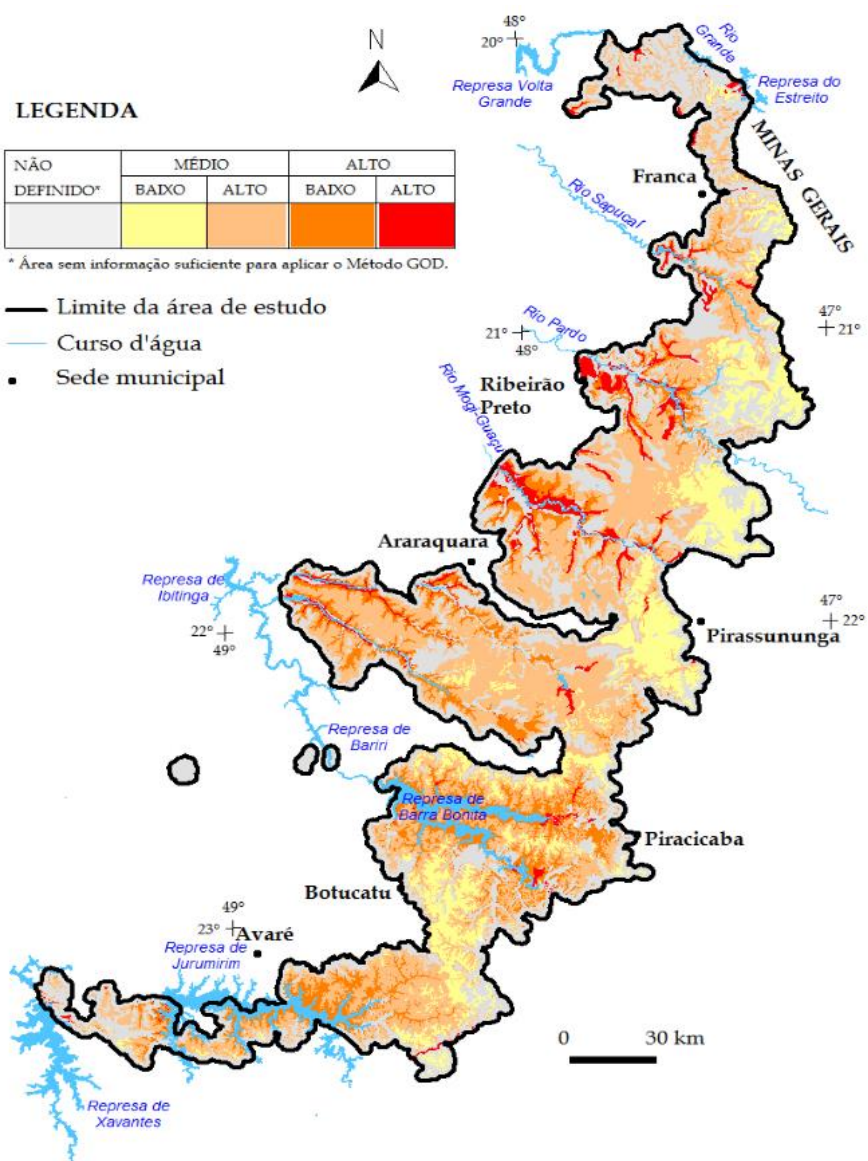 N
48°
20°
Rio
Grande
Represa Volta
Grande
Represa do
Estreito
MINAS GERAIS
LEGENDA
NÃO
DEFINIDO*
MÉDIO
ALTO
BAIXO
ALTO
BAIXO
ALTO
* Área sem informação suficiente para aplicar o Método GOD.
Limite da área de estudo
Curso d'água
Sede municipal
Franca
Rio Sapucaí
47°
21°
Rio Pardo
21°
48°
Ribeirão
Preto
Rio Mogi-Guaçu
Araraquara
Represa de
Ibitinga
22°
49°
47°
22°
Pirassununga
Represa de
Bariri
Represa de
Barra Bonita
Piracicaba
Botucatu
49°
23°
Avaré
Represa de
Jurumirim
0
30 km
Represa de
Xavantes